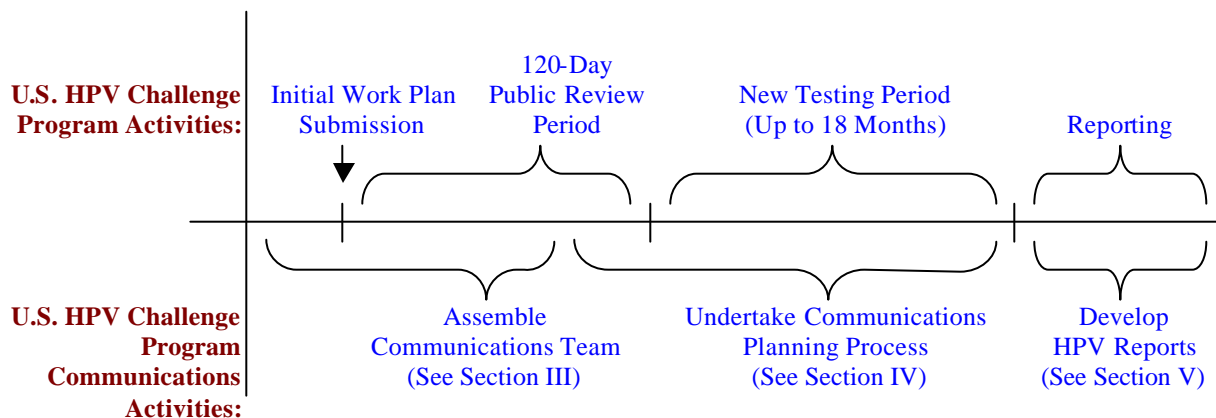 U.S. HPV Challenge
Program Activities:
Initial Work Plan
Submission
120-Day
Public Review
Period
New Testing Period
(Up to 18 Months)
Reporting
U.S. HPV Challenge
Program
Communications
Activities:
Assemble
Communications Team
(See Section III)
Undertake Communications
Planning Process
(See Section IV)
Develop
HPV Reports
(See Section V)